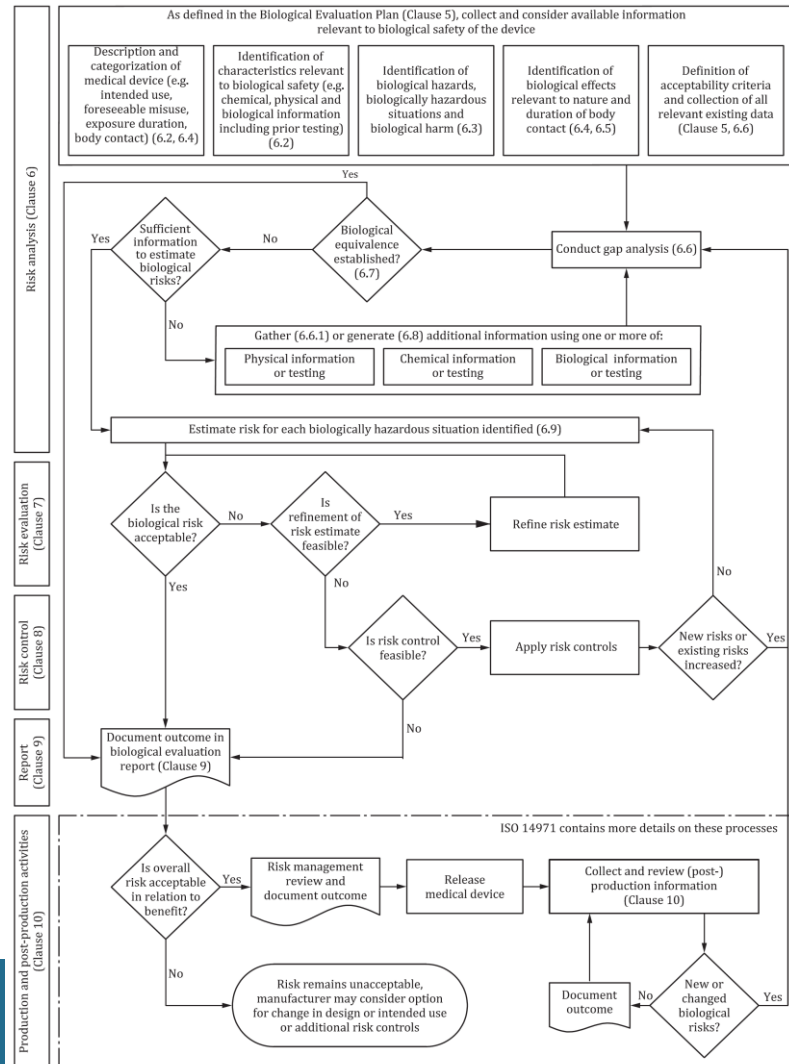 As defined in the Biological Evaluation Plan (Clause 5), collect and consider available information
relevant to biological safety of the device
Description and
categorization of
medical device (e.g.
intended use,
foreseeable misuse,
exposure duration,
body contact) (6.2, 6.4)
Identification of
characteristics relevant
to biological safety (e.g.
chemical, physical and
biological information
including prior testing)
(6.2)
Identification of
biological hazards,
biologically hazardous
situations and
biological harm (6.3)
Identification of
biological effects
relevant to nature and
duration of body
contact (6.4, 6.5)
Definition of
acceptability criteria
and collection of all
relevant existing data
(Clause 5, 6.6)
Risk analysis (Clause 6)
Yes
Yes
Sufficient
information
to estimate
biological
risks?
No
Biological
equivalence
established?
(6.7)
Conduct gap analysis (6.6)
No
Gather (6.6.1) or generate (6.8) additional information using one or more of:
Physical information
or testing
Chemical information
or testing
Biological information
or testing
Estimate risk for each biologically hazardous situation identified (6.9)
Risk evaluation
(Clause 7)
Is the
biological risk
acceptable?
No
Is
refinement of
risk estimate
feasible?
Yes
Refine risk estimate
Yes
No
No
Risk control
(Clause 8)
Is risk control
feasible?
Yes
Apply risk controls
New risks or
existing risks
increased?
Yes
No
Report
(Clause 9)
Document outcome in
biological evaluation
report (Clause 9)
Production and post-production activities
(Clause 10)
ISO 14971 contains more details on these processes
Is overall
risk acceptable
in relation to
benefit?
Yes
Risk management
review and
document outcome
Release
medical device
Collect and review (post-)
production information
(Clause 10)
No
Risk remains unacceptable,
manufacturer may consider option
for change in design or intended use
or additional risk controls
Document
outcome
No
New or
changed
biological
risks?
Yes